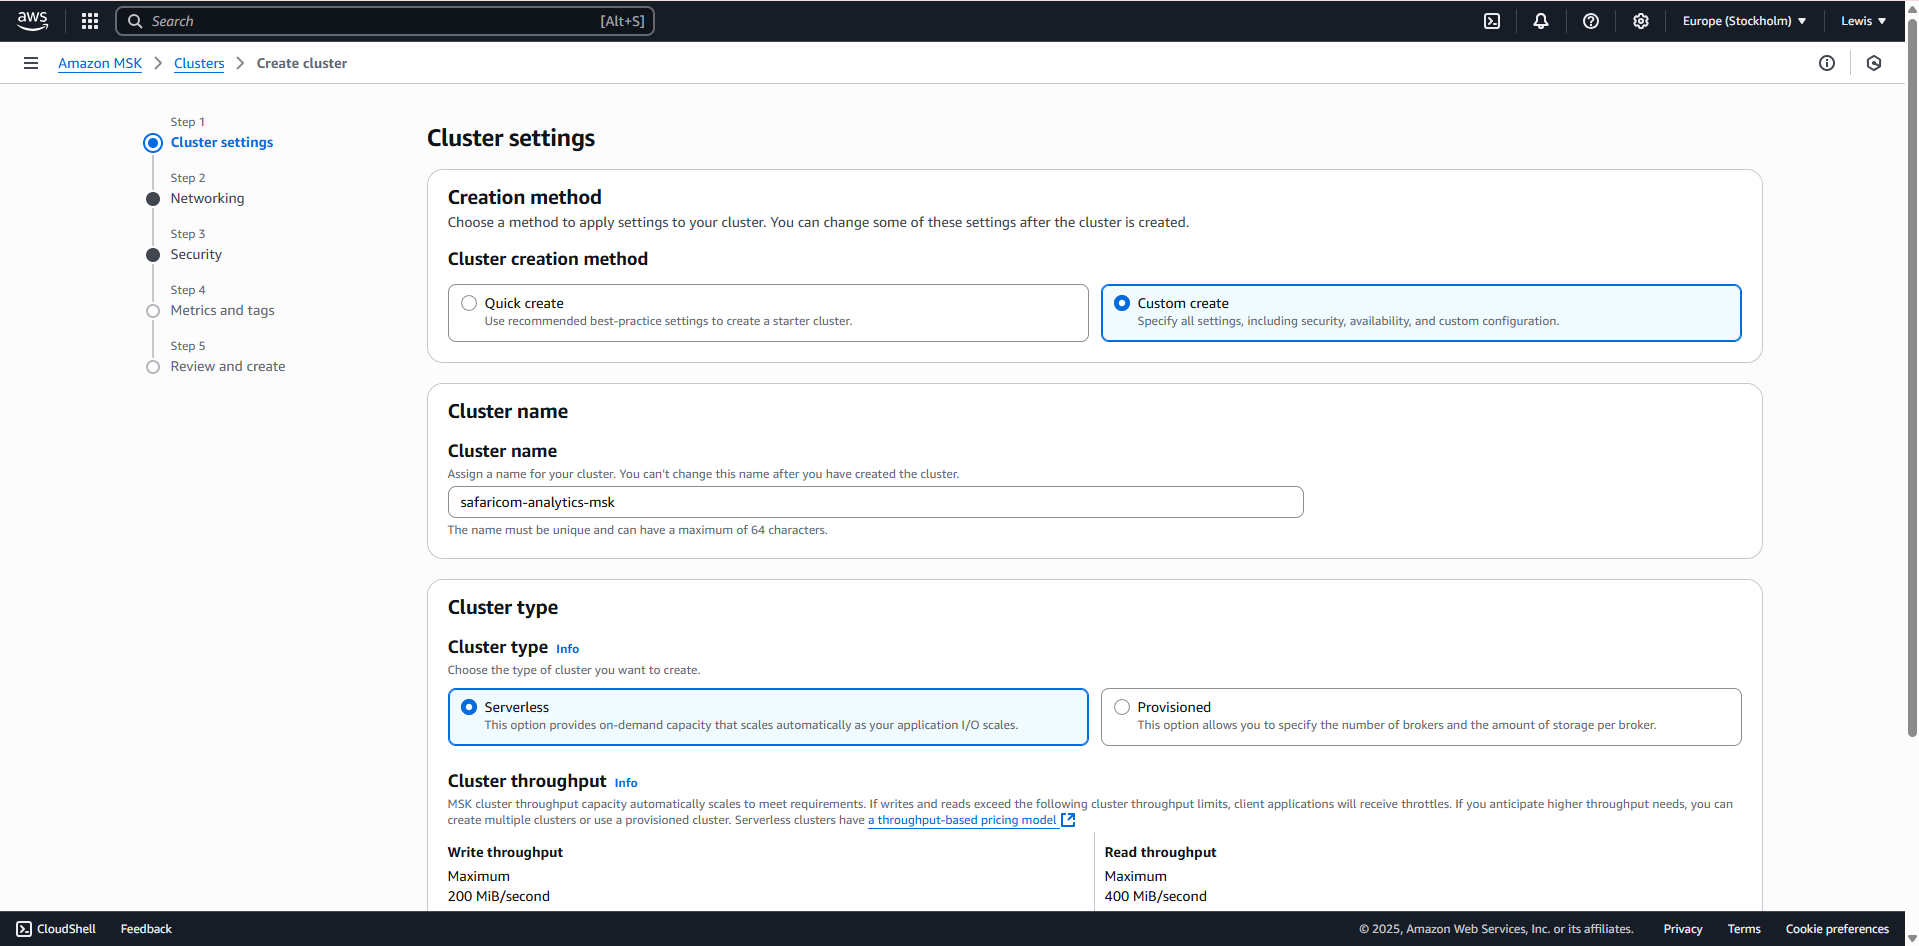 aws
Search [Alt+S]
Europe (Stockholm)
Lewis
Amazon MSK
Clusters
Create cluster
Step 1
Cluster settings
Step 2
Networking
Step 3
Security
Step 4
Metrics and tags
Step 5
Review and create
Cluster settings
Creation method
Choose a method to apply settings to your cluster. You can change some of these settings after the cluster is created.
Cluster creation method
Quick create
Use recommended best-practice settings to create a starter cluster.
Custom create
Specify all settings, including security, availability, and custom configuration.
Cluster name
Cluster name
Assign a name for your cluster. You can't change this name after you have created the cluster.
safaricom-analytics-msk
The name must be unique and can have a maximum of 64 characters.
Cluster type
Cluster type Info
Choose the type of cluster you want to create.
Serverless
This option provides on-demand capacity that scales automatically as your application I/O scales.
Provisioned
This option allows you to specify the number of brokers and the amount of storage per broker.
Cluster throughput Info
MSK cluster throughput capacity automatically scales to meet requirements. If writes and reads exceed the following cluster throughput limits, client applications will receive throttles. If you anticipate higher throughput needs, you can
create multiple clusters or use a provisioned cluster. Serverless clusters have a throughput-based pricing model
Write throughput
Maximum
200 MiB/second
Read throughput
Maximum
400 MiB/second
CloudShell
Feedback
© 2025, Amazon Web Services, Inc. or its affiliates.
Privacy
Terms
Cookie preferences